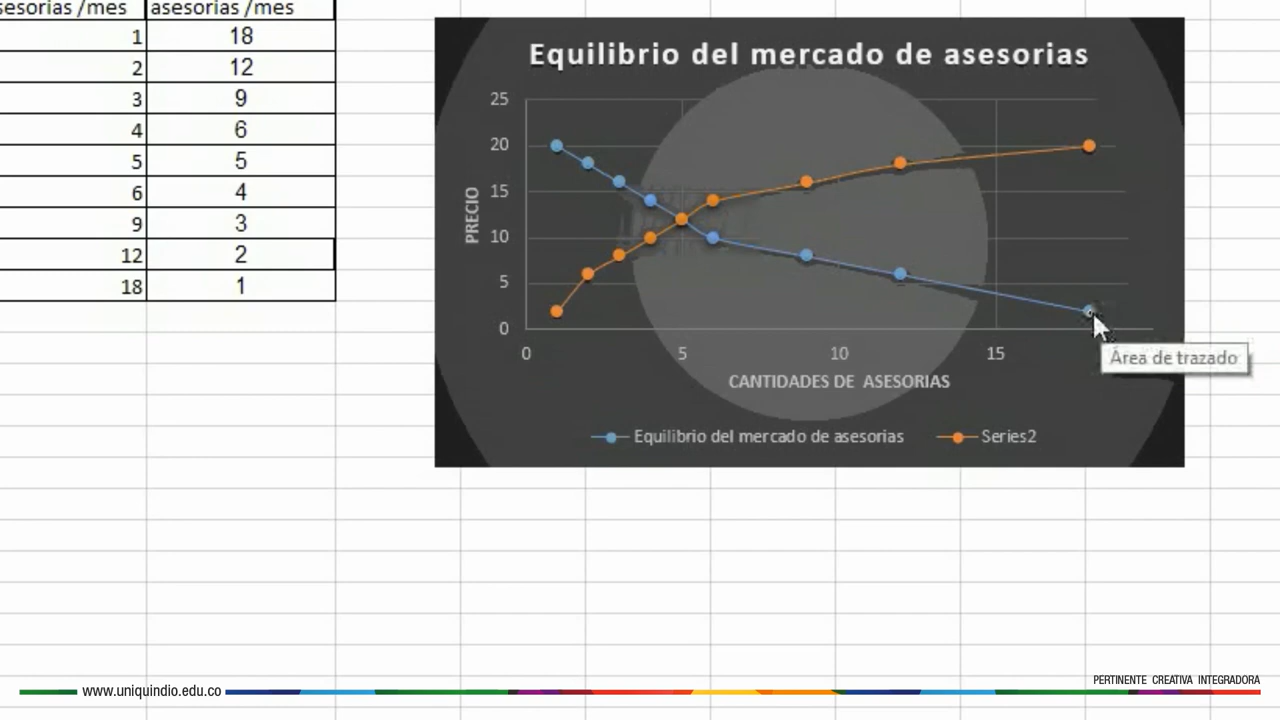 sesorias /mes asesorias /mes
1 18
2 12
3 9
4 6
5 5
6 4
9 3
12 2
18 1
Equilibrio del mercado de asesorias
25
20
15
10
5
0
PRECIO
0 5 10 15
CANTIDADES DE ASESORIAS
Área de trazado
Equilibrio del mercado de asesorias Series2
www.uniquindio.edu.co
PERTINENTE CREATIVA INTEGRADORA